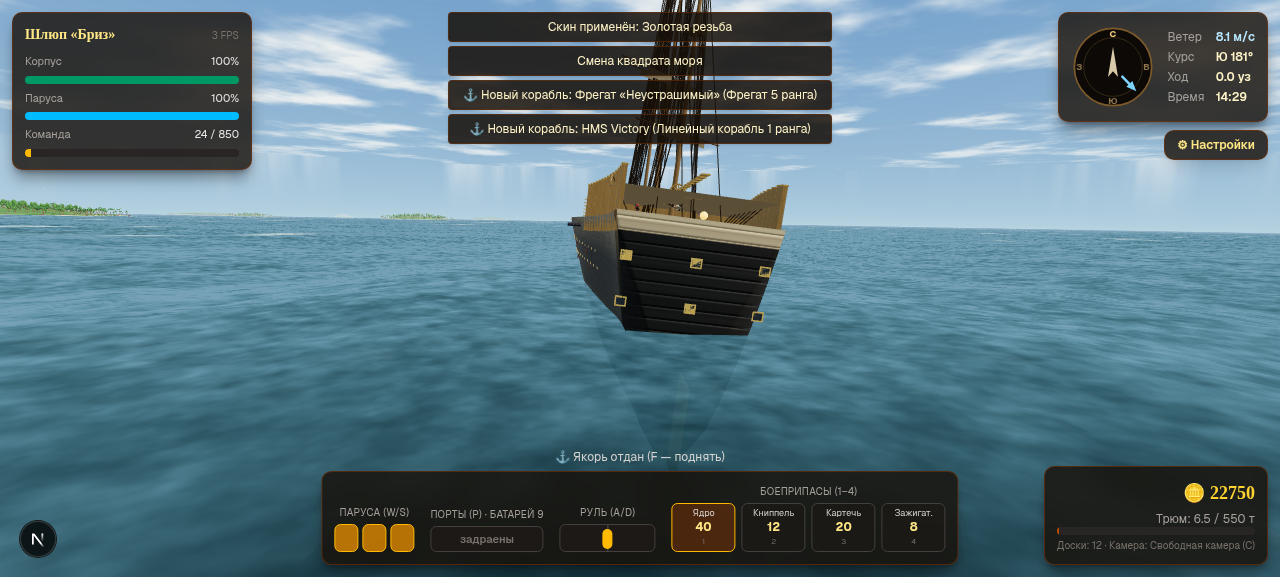 Шлюп «Бриз»
3 FPS
Корпус
100%
Паруса
100%
Команда
24 / 850
Скин применён: Золотая резьба
Смена квадрата моря
⚓ Новый корабль: Фрегат «Неустрашимый» (Фрегат 5 ранга)
⚓ Новый корабль: HMS Victory (Линейный корабль 1 ранга)
С
З
В
Ю
Ветер 8.1 м/с
Курс Ю 181°
Ход 0.0 уз
Время 14:29
⚙ Настройки
⚓ Якорь отдан (F — поднять)
ПАРУСА (W/S)
ПОРТЫ (P) · БАТАРЕЙ 9
задраены
РУЛЬ (A/D)
БОЕПРИПАСЫ (1–4)
Ядро
40
1
Книппель
12
2
Картечь
20
3
Зажигат.
8
4
🪙 22750
Трюм: 6.5 / 550 т
Доски: 12 · Камера: Свободная камера (C)
N